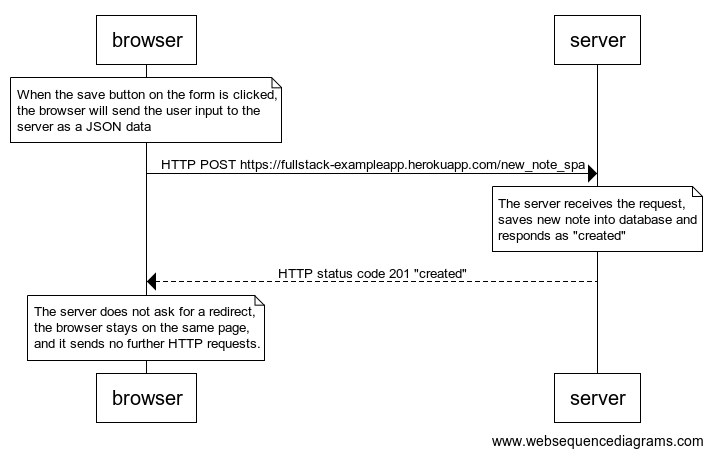 browser
server
When the save button on the form is clicked,
the browser will send the user input to the
server as a JSON data
HTTP POST https://fullstack-exampleapp.herokuapp.com/new_note_spa
The server receives the request,
saves new note into database and
responds as "created"
HTTP status code 201 "created"
The server does not ask for a redirect,
the browser stays on the same page,
and it sends no further HTTP requests.
browser
server
www.websequencediagrams.com